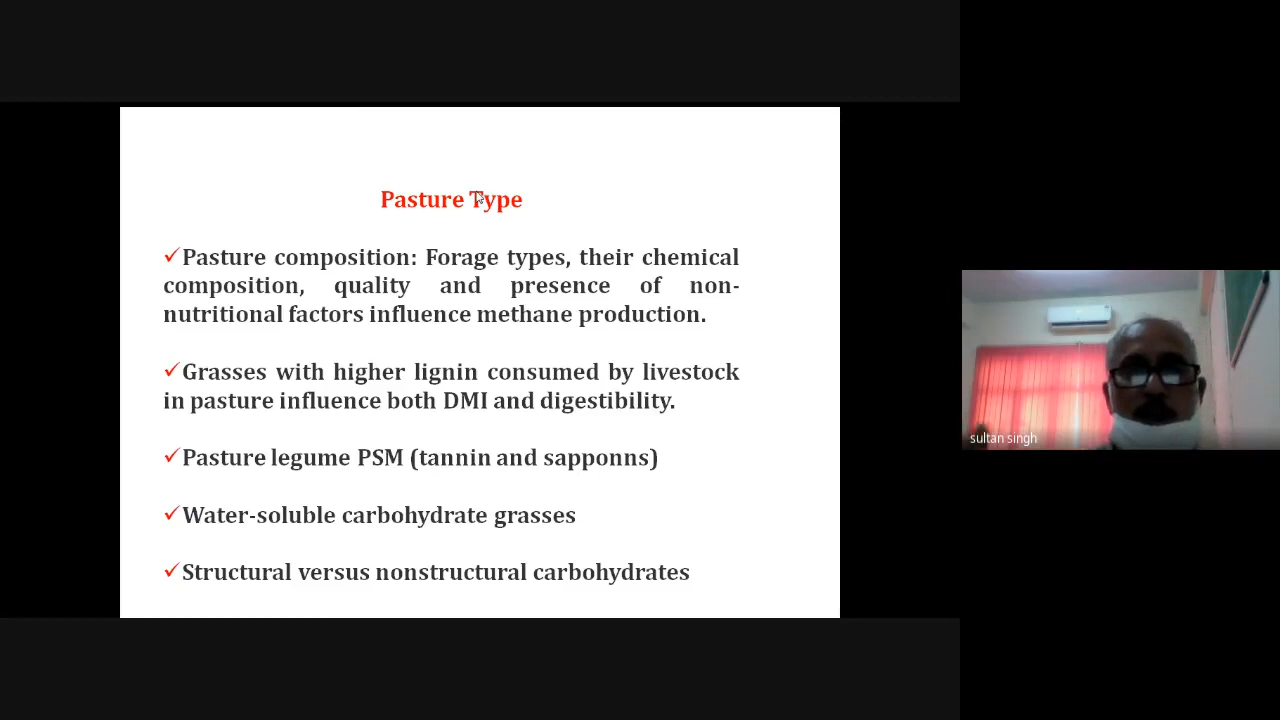 Pasture Type
✓Pasture composition: Forage types, their chemical
composition, quality and presence of non-
nutritional factors influence methane production.
✓Grasses with higher lignin consumed by livestock
in pasture influence both DMI and digestibility.
✓Pasture legume PSM (tannin and sapponns)
✓Water-soluble carbohydrate grasses
✓Structural versus nonstructural carbohydrates
sultan singh